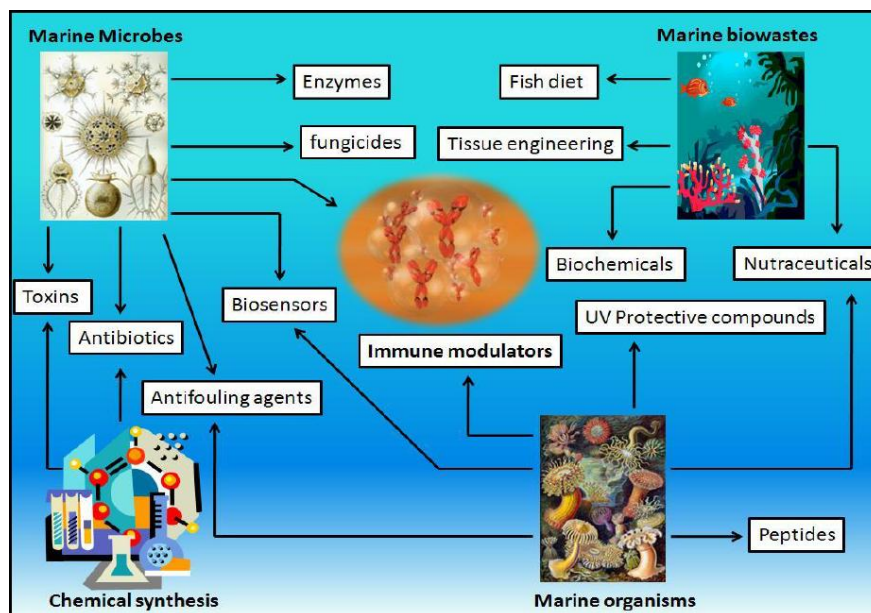 Marine Microbes
Marine biowastes
Enzymes
Fish diet
fungicides
Tissue engineering
Biochemicals
Nutraceuticals
Toxins
Biosensors
UV Protective compounds
Antibiotics
Immune modulators
Antifouling agents
Peptides
Chemical synthesis
Marine organisms